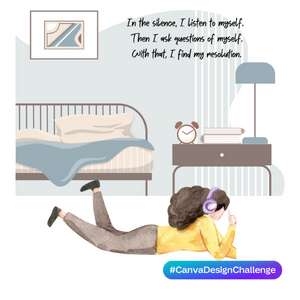 In the silence, I listen to myself.
Then I ask questions of myself.
With that, I find my resolution.
#CanvaDesignChallenge